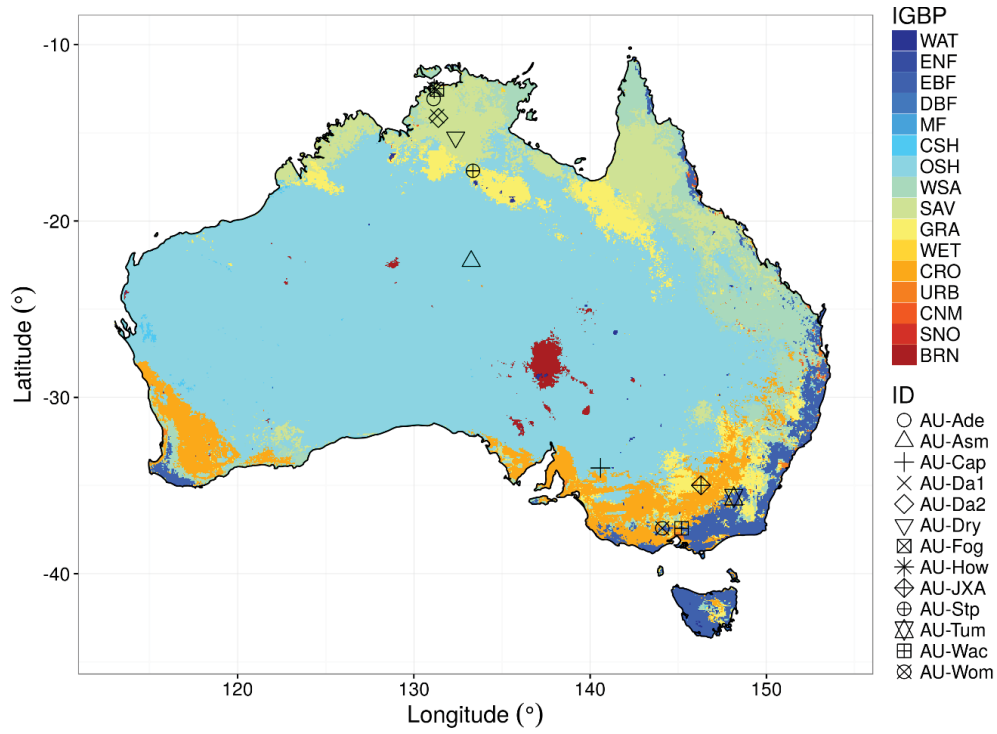 IGBP
WAT
ENF
EBF
DBF
MF
CSH
OSH
WSA
SAV
GRA
WET
CRO
URB
CNM
SNO
BRN
ID
AU-Ade
AU-Asm
AU-Cap
AU-Da1
AU-Da2
AU-Dry
AU-Fog
AU-How
AU-JXA
AU-Stp
AU-Tum
AU-Wac
AU-Wom
Latitude (°)
-10
-20
-30
-40
120 130 140 150
Longitude (°)